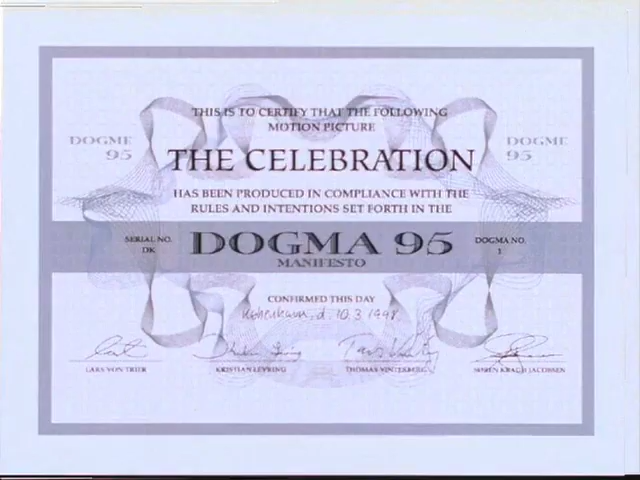 THIS IS TO CERTIFY THAT THE FOLLOWING
MOTION PICTURE
DOGME
95
DOGME
95
THE CELEBRATION
HAS BEEN PRODUCED IN COMPLIANCE WITH THE
RULES AND INTENTIONS SET FORTH IN THE
SERIAL NO.
DK
DOGMA 95
MANIFESTO
DOGMA NO.
1
CONFIRMED THIS DAY
København, d. 10.3 1998
LARS VON TRIER
KRISTIAN LEVRING
THOMAS VINTERBERG
SØREN KRAGH JACOBSEN